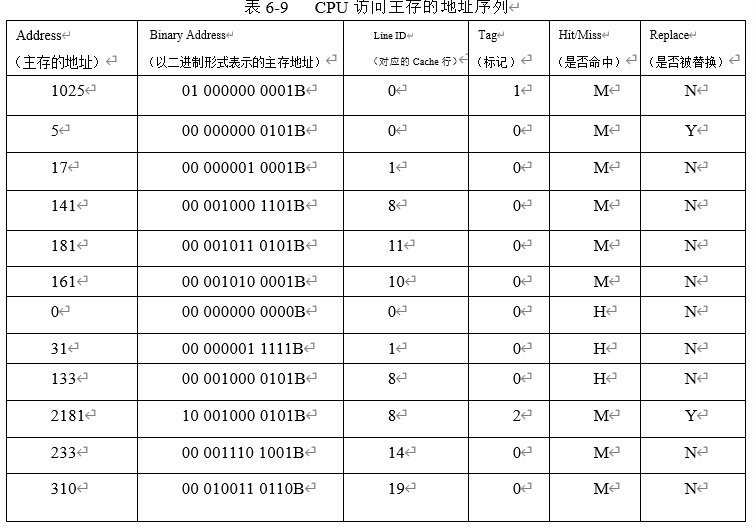 表 6-9 CPU 访问主存的地址序列↵
Address↵ Binary Address↵ Line ID↵ Tag↵ Hit/Miss↵ Replace↵
（主存的地址）↵ （以二进制形式表示的主存地址）↵ （对应的 Cache 行）↵ （标记）↵ （是否命中）↵ （是否被替换）↵
1025↵ 01 000000 0001B↵ 0↵ 1↵ M↵ N↵
5↵ 00 000000 0101B↵ 0↵ 0↵ M↵ Y↵
17↵ 00 000001 0001B↵ 1↵ 0↵ M↵ N↵
141↵ 00 001000 1101B↵ 8↵ 0↵ M↵ N↵
181↵ 00 001011 0101B↵ 11↵ 0↵ M↵ N↵
161↵ 00 001010 0001B↵ 10↵ 0↵ M↵ N↵
0↵ 00 000000 0000B↵ 0↵ 0↵ H↵ N↵
31↵ 00 000001 1111B↵ 1↵ 0↵ H↵ N↵
133↵ 00 001000 0101B↵ 8↵ 0↵ H↵ N↵
2181↵ 10 001000 0101B↵ 8↵ 2↵ M↵ Y↵
233↵ 00 001110 1001B↵ 14↵ 0↵ M↵ N↵
310↵ 00 010011 0110B↵ 19↵ 0↵ M↵ N↵